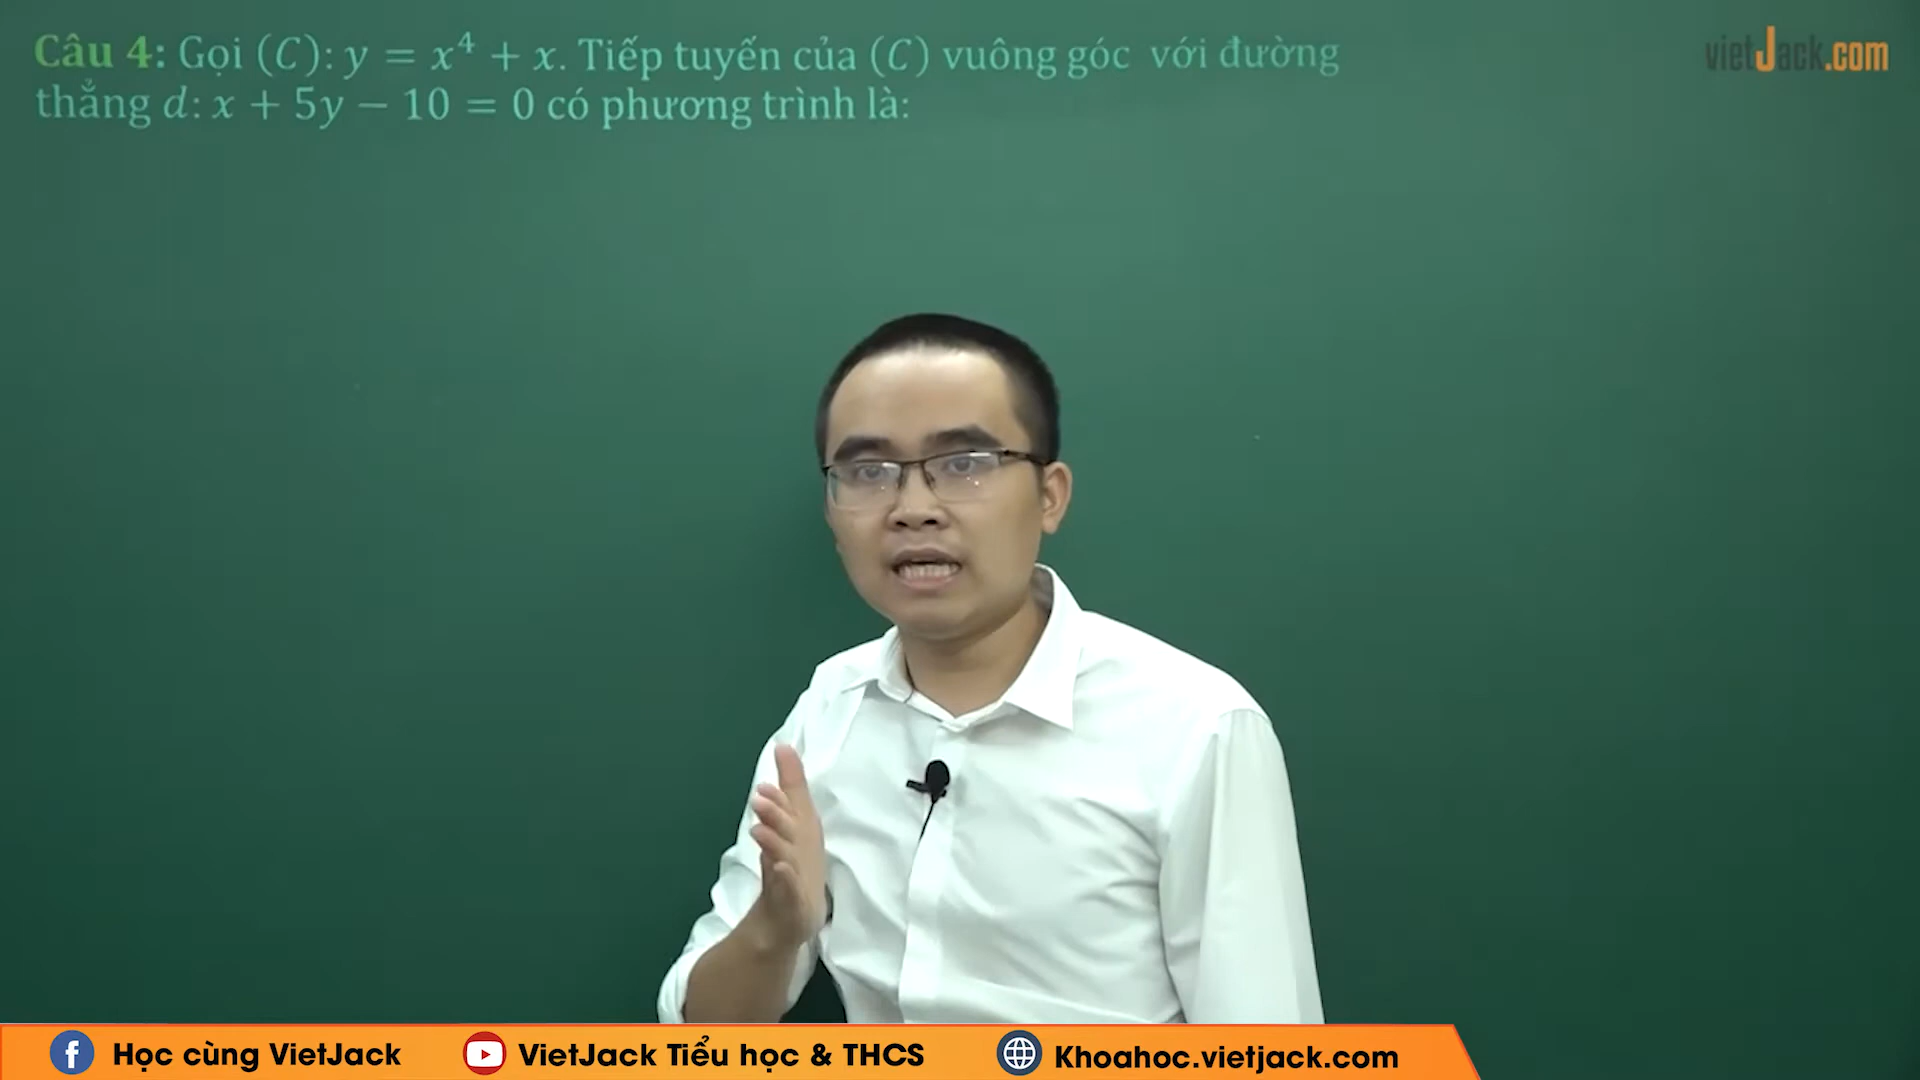 Câu 4: Gọi (C): y = x⁴ + x. Tiếp tuyến của (C) vuông góc với đường
thẳng d: x + 5y − 10 = 0 có phương trình là:
vietJack.com
Học cùng VietJack
VietJack Tiểu học & THCS
Khoahoc.vietjack.com